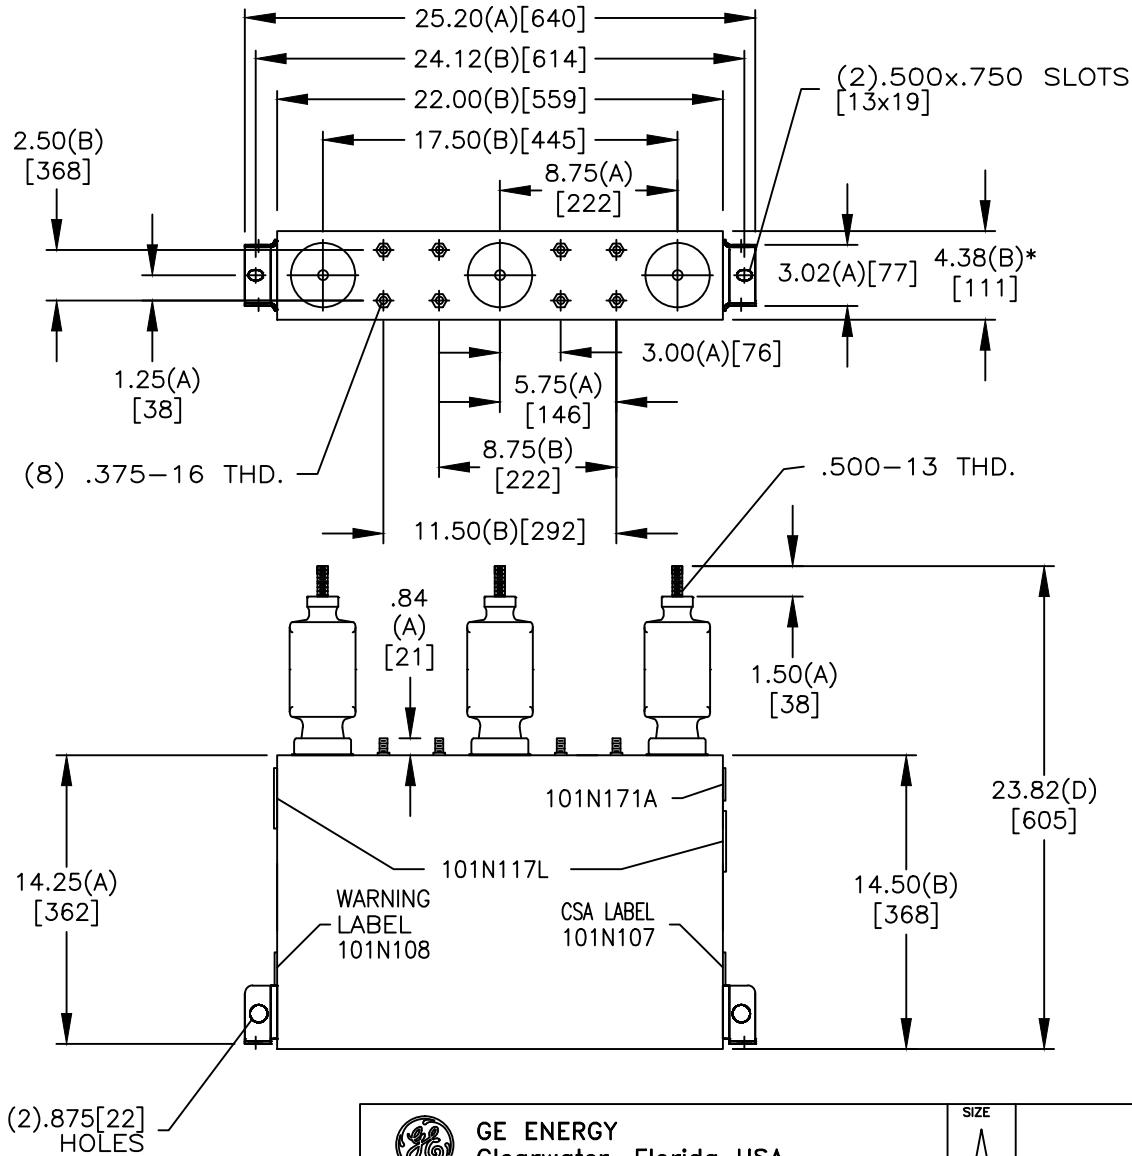 25.20(A)[640]
24.12(B)[614]
(2).500x.750 SLOTS
[13x19]
22.00(B)[559]
2.50(B)
[368]
17.50(B)[445]
8.75(A)
[222]
3.02(A)[77]
4.38(B)*
[111]
3.00(A)[76]
1.25(A)
[38]
5.75(A)
[146]
(8) .375-16 THD.
8.75(B)
[222]
.500-13 THD.
11.50(B)[292]
.84
(A)
[21]
1.50(A)
[38]
101N171A
23.82(D)
[605]
101N117L
14.25(A)
[362]
14.50(B)
[368]
WARNING
LABEL
101N108
CSA LABEL
101N107
(2).875[22]
HOLES
SIZE
A
GE
GE ENERGY
Clearwater, Florida USA